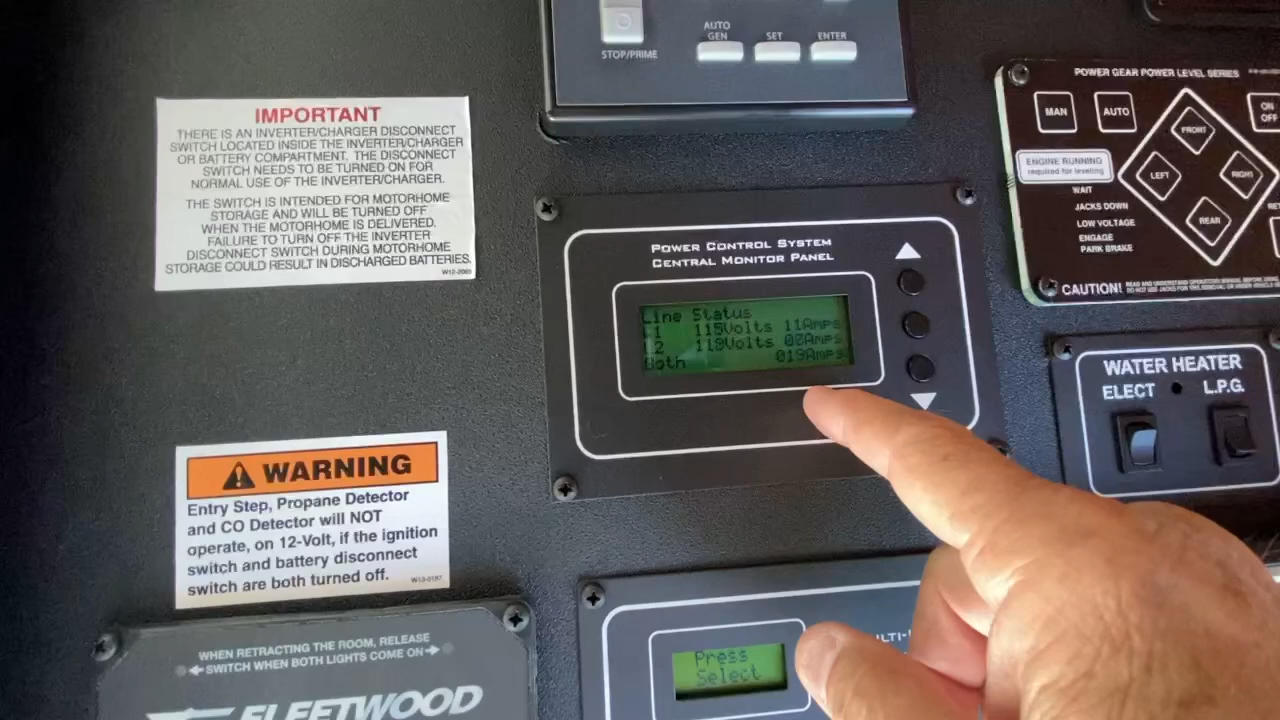 STOP/PRIME
AUTO
GEN
SET
ENTER
IMPORTANT
THERE IS AN INVERTER/CHARGER DISCONNECT
SWITCH LOCATED INSIDE THE INVERTER/CHARGER
OR BATTERY COMPARTMENT. THE DISCONNECT
SWITCH NEEDS TO BE TURNED ON FOR
NORMAL USE OF THE INVERTER/CHARGER.
THE SWITCH IS INTENDED FOR MOTORHOME
STORAGE AND WILL BE TURNED OFF
WHEN THE MOTORHOME IS DELIVERED.
FAILURE TO TURN OFF THE INVERTER
DISCONNECT SWITCH DURING MOTORHOME
STORAGE COULD RESULT IN DISCHARGED BATTERIES.
POWER GEAR POWER LEVEL SERIES
MAN
AUTO
ON
OFF
FRONT
LEFT
RIGHT
REAR
ENGINE RUNNING
required for leveling
WAIT
JACKS DOWN
LOW VOLTAGE
ENGAGE
PARK BRAKE
CAUTION!
POWER CONTROL SYSTEM
CENTRAL MONITOR PANEL
Line Status
L1 115Volts 11Amps
L2 118Volts Amps
Both 019Amps
WATER HEATER
ELECT
L.P.G.
WARNING
Entry Step, Propane Detector
and CO Detector will NOT
operate, on 12-Volt, if the ignition
switch and battery disconnect
switch are both turned off.
W13-0187
WHEN RETRACTING THE ROOM, RELEASE
SWITCH WHEN BOTH LIGHTS COME ON
FLEETWOOD
Press
Select